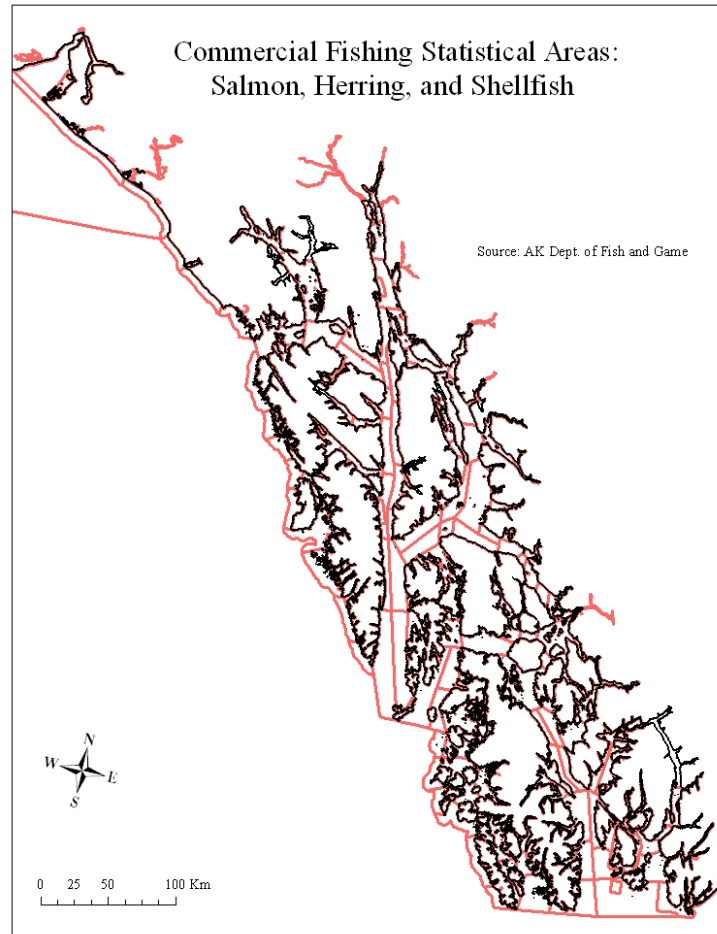 Commercial Fishing Statistical Areas:
Salmon, Herring, and Shellfish
Source: AK Dept. of Fish and Game
N
W
E
S
0 25 50 100 Km